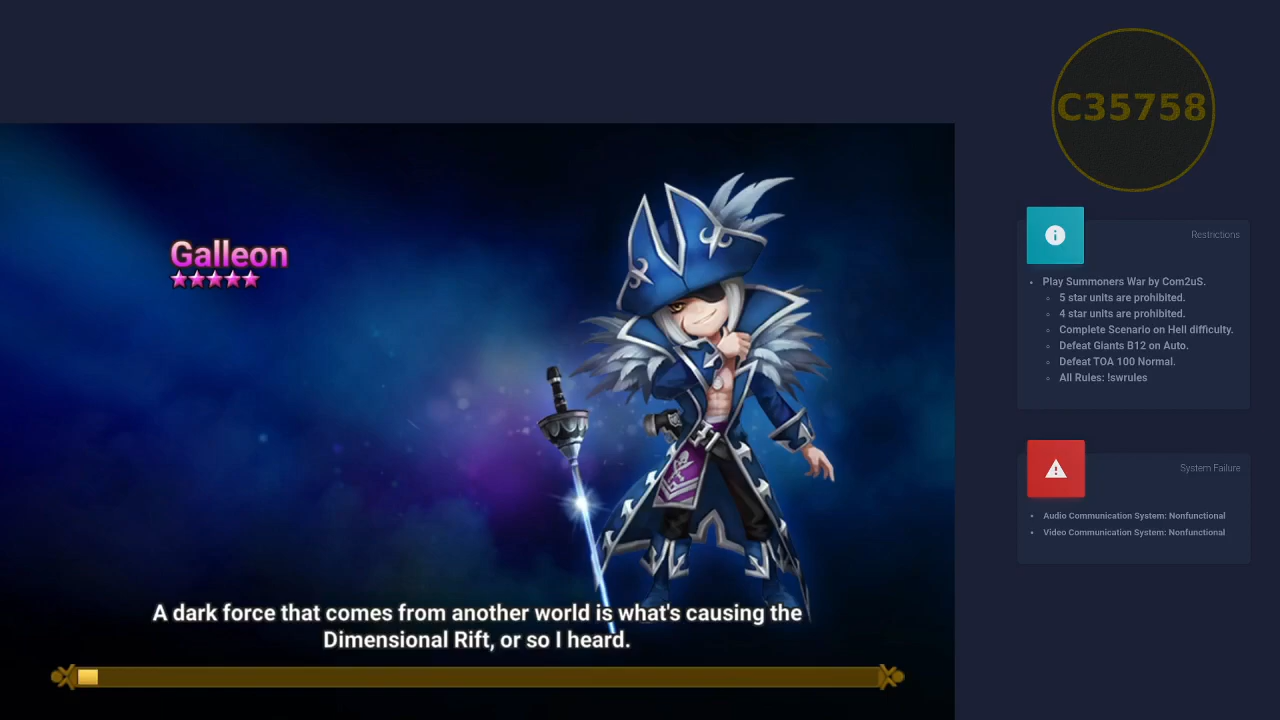 C35758
Restrictions
Play Summoners War by Com2uS.
5 star units are prohibited.
4 star units are prohibited.
Complete Scenario on Hell difficulty.
Defeat Giants B12 on Auto.
Defeat TOA 100 Normal.
All Rules: !swrules
System Failure
Audio Communication System: Nonfunctional
Video Communication System: Nonfunctional
Galleon
A dark force that comes from another world is what's causing the
Dimensional Rift, or so I heard.